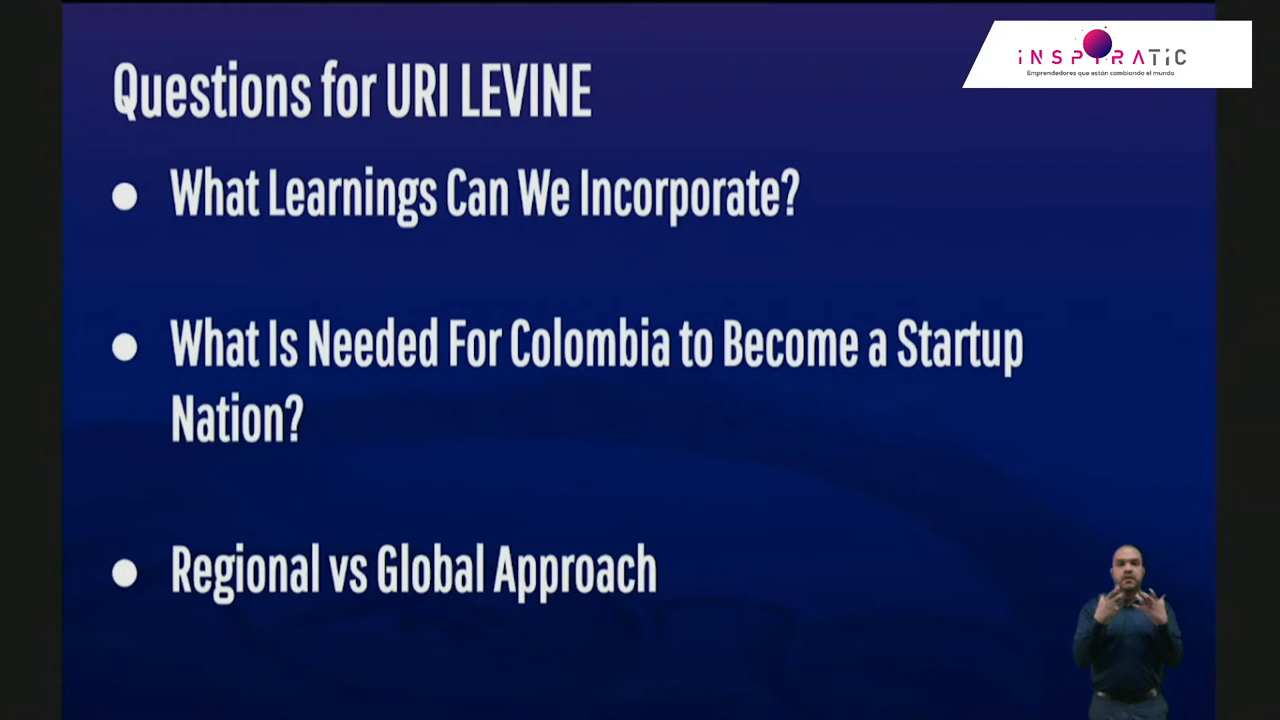 INSPIRATIC
Emprendedores que están cambiando el mundo
Questions for URI LEVINE
● What Learnings Can We Incorporate?
● What Is Needed For Colombia to Become a Startup
Nation?
● Regional vs Global Approach